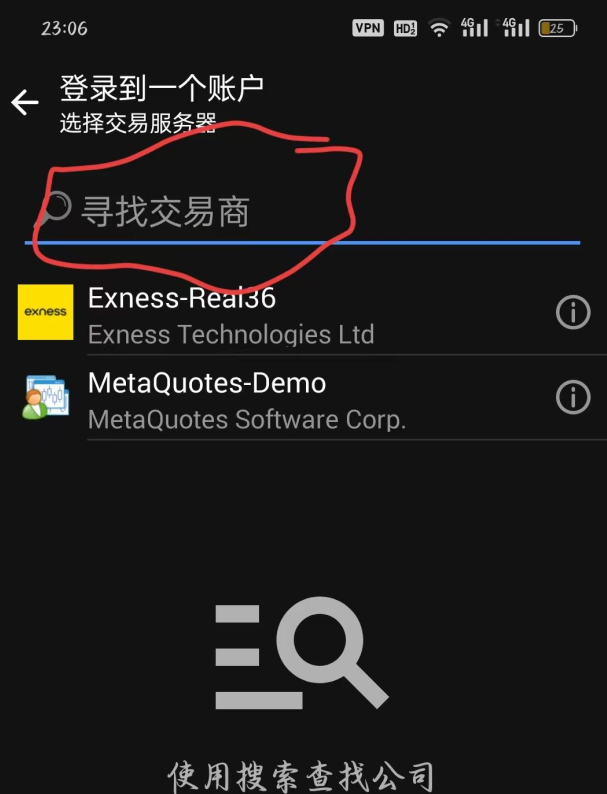 23:06 VPN HD 4G 4G 25
登录到一个账户
选择交易服务器
寻找交易商
exness
Exness-Real36
Exness Technologies Ltd
MetaQuotes-Demo
MetaQuotes Software Corp.
使用搜索查找公司